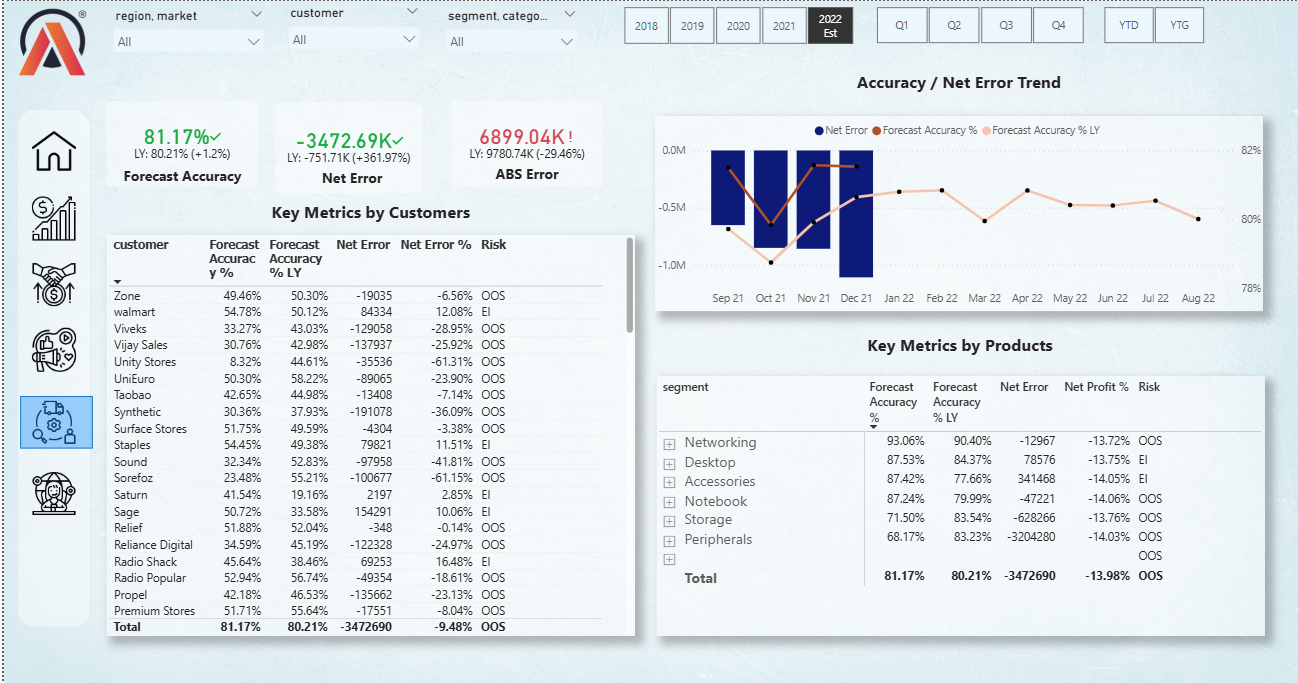 region, market
All
customer
All
segment, catego...
All
2018 2019 2020 2021 2022 Est
Q1 Q2 Q3 Q4
YTD YTG
®
81.17%
LY: 80.21% (+1.2%)
Forecast Accuracy
-3472.69K
LY: -751.71K (+361.97%)
Net Error
6899.04K !
LY: 9780.74K (-29.46%)
ABS Error
Key Metrics by Customers
customer Forecast Accuracy % Forecast Accuracy % LY Net Error Net Error % Risk
Zone 49.46% 50.30% -19035 -6.56% OOS
walmart 54.78% 50.12% 84334 12.08% EI
Viveks 33.27% 43.03% -129058 -28.95% OOS
Vijay Sales 30.76% 42.98% -137937 -25.92% OOS
Unity Stores 8.32% 44.61% -35536 -61.31% OOS
UniEuro 50.30% 58.22% -89065 -23.90% OOS
Taobao 42.65% 44.98% -13408 -7.14% OOS
Synthetic 30.36% 37.93% -191078 -36.09% OOS
Surface Stores 51.75% 49.59% -4304 -3.38% OOS
Staples 54.45% 49.38% 79821 11.51% EI
Sound 32.34% 52.83% -97958 -41.81% OOS
Sorefoz 23.48% 55.21% -100677 -61.15% OOS
Saturn 41.54% 19.16% 2197 2.85% EI
Sage 50.72% 33.58% 154291 10.06% EI
Relief 51.88% 52.04% -348 -0.14% OOS
Reliance Digital 34.59% 45.19% -122328 -24.97% OOS
Radio Shack 45.64% 38.46% 69253 16.48% EI
Radio Popular 52.94% 56.74% -49354 -18.61% OOS
Propel 42.18% 46.53% -135662 -23.13% OOS
Premium Stores 51.71% 55.64% -17551 -8.04% OOS
Total 81.17% 80.21% -3472690 -9.48% OOS
Accuracy / Net Error Trend
Net Error Forecast Accuracy % Forecast Accuracy % LY
0.0M 82%
-0.5M 80%
-1.0M
78%
Sep 21 Oct 21 Nov 21 Dec 21 Jan 22 Feb 22 Mar 22 Apr 22 May 22 Jun 22 Jul 22 Aug 22
Key Metrics by Products
segment Forecast Accuracy % Forecast Accuracy % LY Net Error Net Profit % Risk
Networking 93.06% 90.40% -12967 -13.72% OOS
Desktop 87.53% 84.37% 78576 -13.75% EI
Accessories 87.42% 77.66% 341468 -14.05% EI
Notebook 87.24% 79.99% -47221 -14.06% OOS
Storage 71.50% 83.54% -628266 -13.76% OOS
Peripherals 68.17% 83.23% -3204280 -14.03% OOS
OOS
Total 81.17% 80.21% -3472690 -13.98% OOS